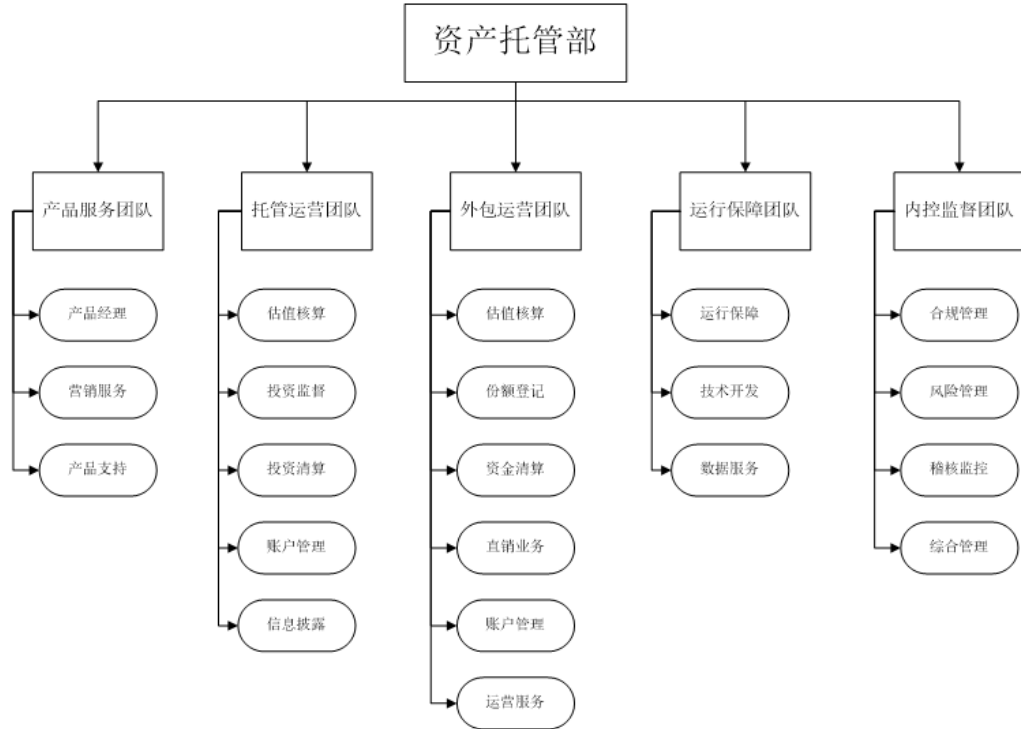 资产托管部
产品服务团队
托管运营团队
外包运营团队
运行保障团队
内控监督团队
产品经理
估值核算
估值核算
运行保障
合规管理
营销服务
投资监督
份额登记
技术开发
风险管理
产品支持
投资清算
资金清算
数据服务
稽核监控
账户管理
直销业务
综合管理
信息披露
账户管理
运营服务